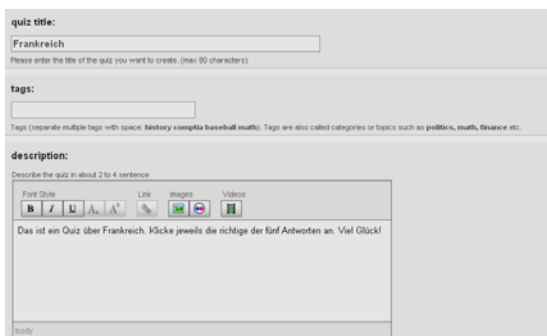 quiz title:
Frankreich
Please enter the title of the quiz you want to create. (max 80 characters)
tags:
Tags (separate multiple tags with space: history comptia baseball math). Tags are also called categories or topics such as politics, math, finance etc.
description:
Describe the quiz in about 2 to 4 sentence
Font Style Link Images Videos
B I U A₂ A²
Das ist ein Quiz über Frankreich. Klicke jeweils die richtige der fünf Antworten an. Viel Glück!
body